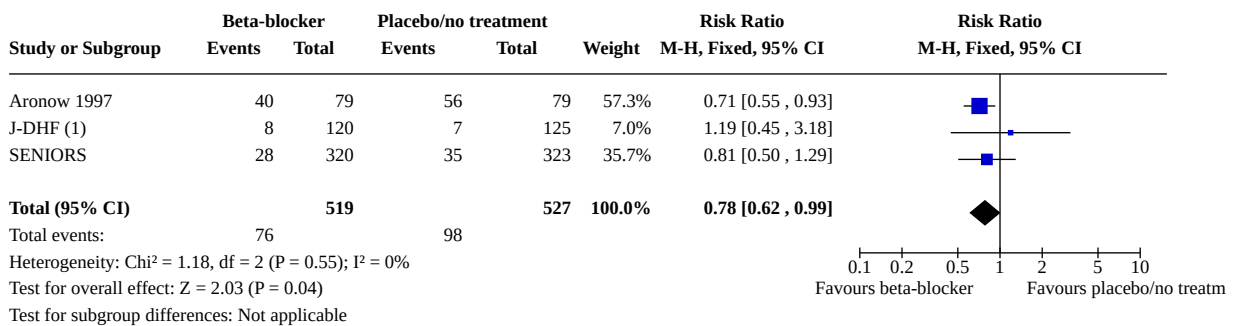 Beta-blocker Placebo/no treatment Risk Ratio Risk Ratio
Study or Subgroup Events Total Events Total Weight M-H, Fixed, 95% CI M-H, Fixed, 95% CI
Aronow 1997 40 79 56 79 57.3% 0.71 [0.55 , 0.93]
J-DHF (1) 8 120 7 125 7.0% 1.19 [0.45 , 3.18]
SENIORS 28 320 35 323 35.7% 0.81 [0.50 , 1.29]
Total (95% CI) 519 527 100.0% 0.78 [0.62 , 0.99]
Total events: 76 98
Heterogeneity: Chi² = 1.18, df = 2 (P = 0.55); I² = 0%
0.1 0.2 0.5 1 2 5 10
Test for overall effect: Z = 2.03 (P = 0.04)
Favours beta-blocker Favours placebo/no treatm
Test for subgroup differences: Not applicable